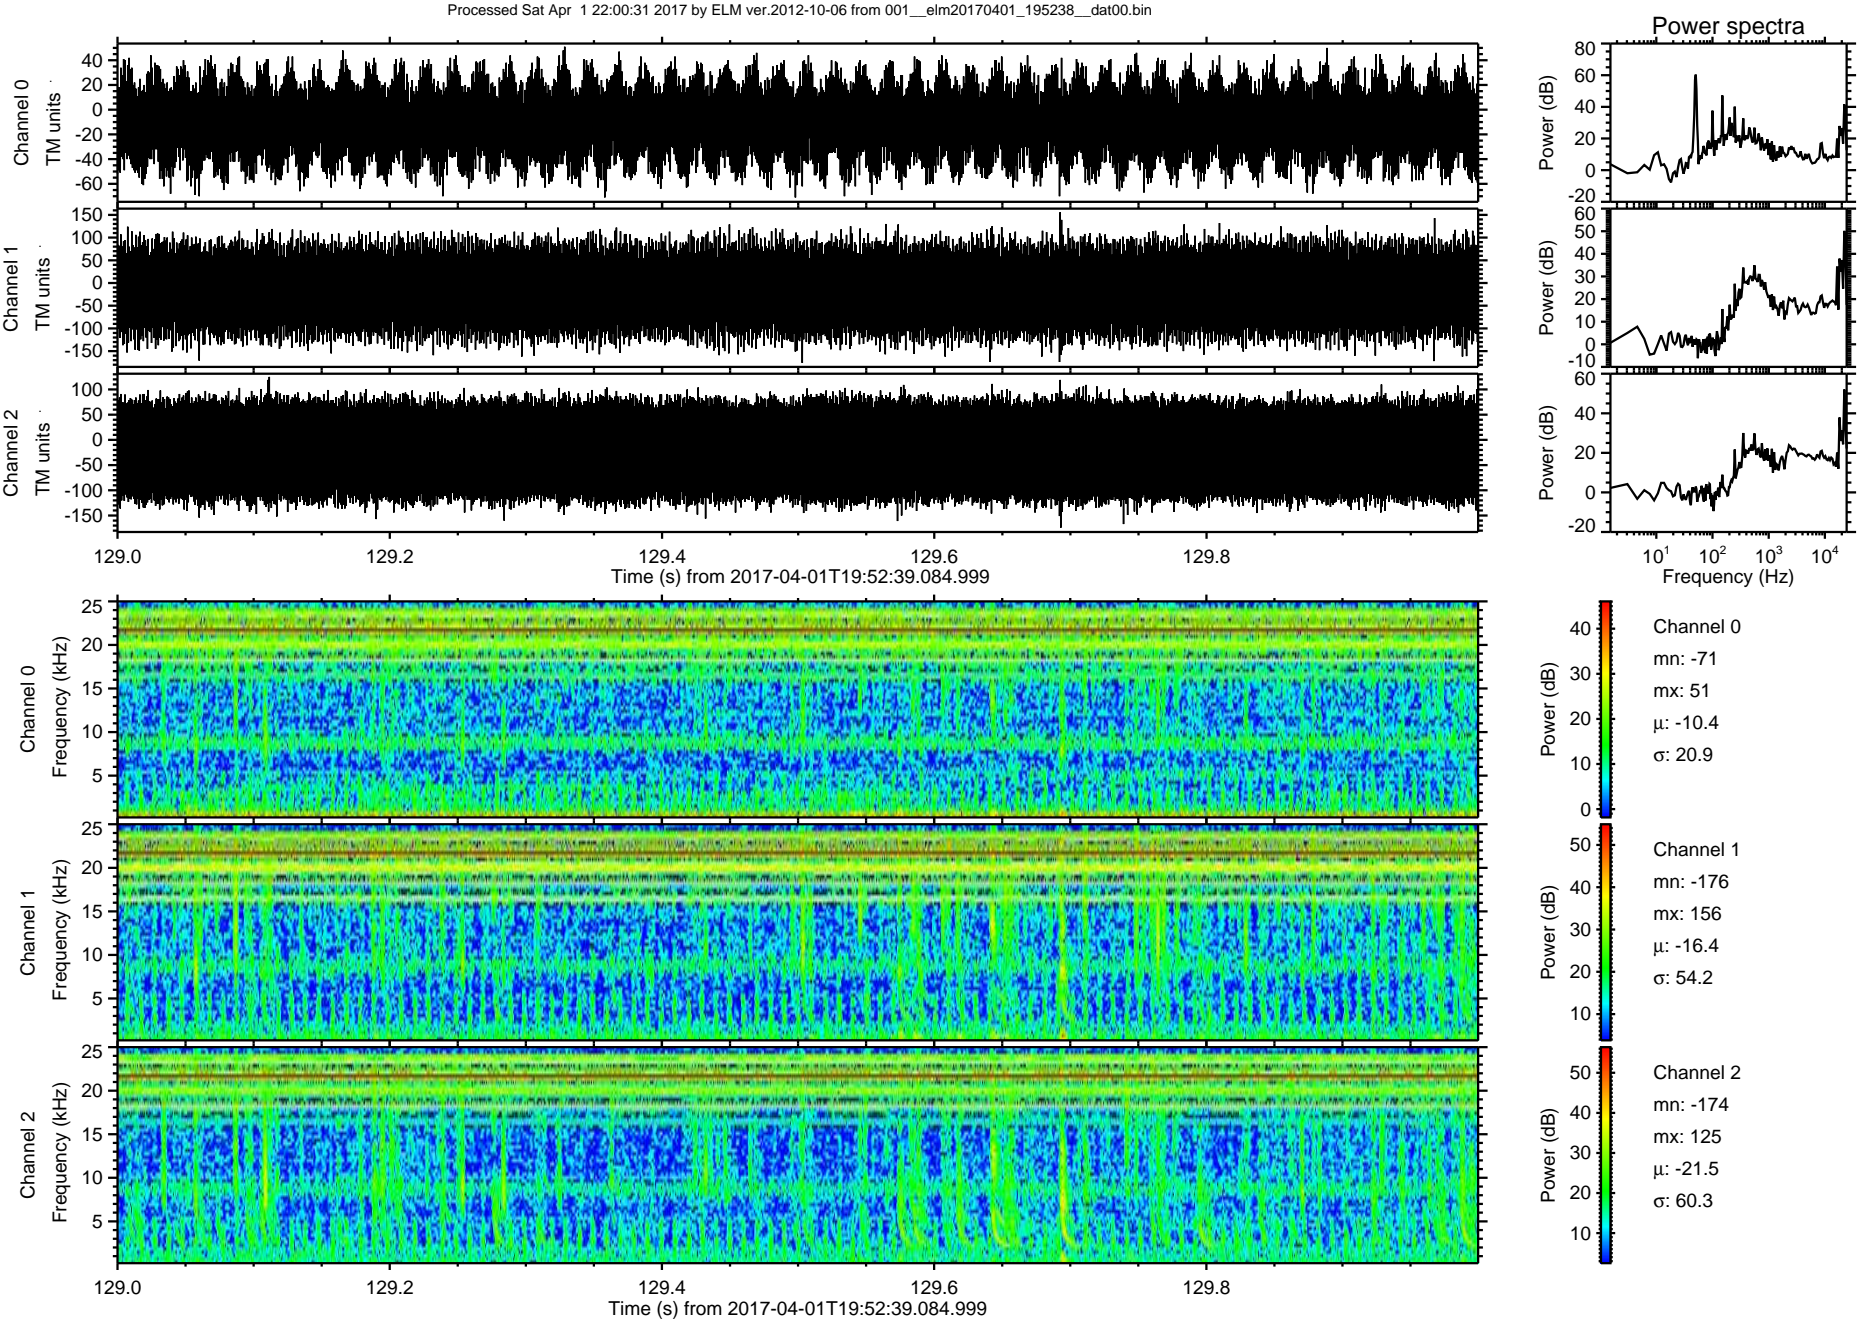 Processed Sat Apr 1 22:00:31 2017 by ELM ver.2012-10-06 from 001__elm20170401_195238__dat00.bin
Power spectra
Channel 0
TM units
40
20
0
-20
-40
-60
Power (dB)
80
60
40
20
0
-20
Channel 1
TM units
150
100
50
0
-50
-100
-150
Power (dB)
60
50
40
30
20
10
0
-10
Channel 2
TM units
100
50
0
-50
-100
-150
Power (dB)
60
40
20
0
-20
129.0 129.2 129.4 129.6 129.8
Time (s) from 2017-04-01T19:52:39.084.999
10¹ 10² 10³ 10⁴
Frequency (Hz)
Channel 0
Frequency (kHz)
25
20
15
10
5
Power (dB)
40
30
20
10
0
Channel 0
mn: -71
mx: 51
μ: -10.4
σ: 20.9
Channel 1
Frequency (kHz)
25
20
15
10
5
Power (dB)
50
40
30
20
10
Channel 1
mn: -176
mx: 156
μ: -16.4
σ: 54.2
Channel 2
Frequency (kHz)
25
20
15
10
5
Power (dB)
50
40
30
20
10
Channel 2
mn: -174
mx: 125
μ: -21.5
σ: 60.3
129.0 129.2 129.4 129.6 129.8
Time (s) from 2017-04-01T19:52:39.084.999